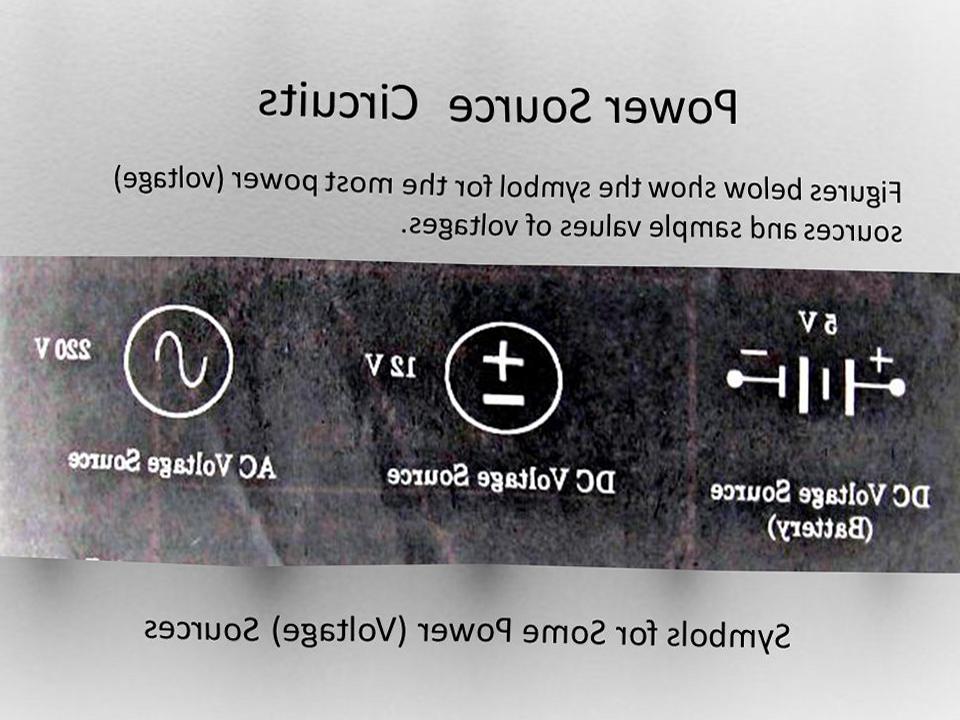 Power Source Circuits
Figures below show the symbol for the most power (voltage)
sources and sample values of voltages.
5 V
12 V
220 V
− +
+
−
DC Voltage Source
(Battery)
DC Voltage Source
AC Voltage Source
Symbols for Some Power (Voltage) Sources